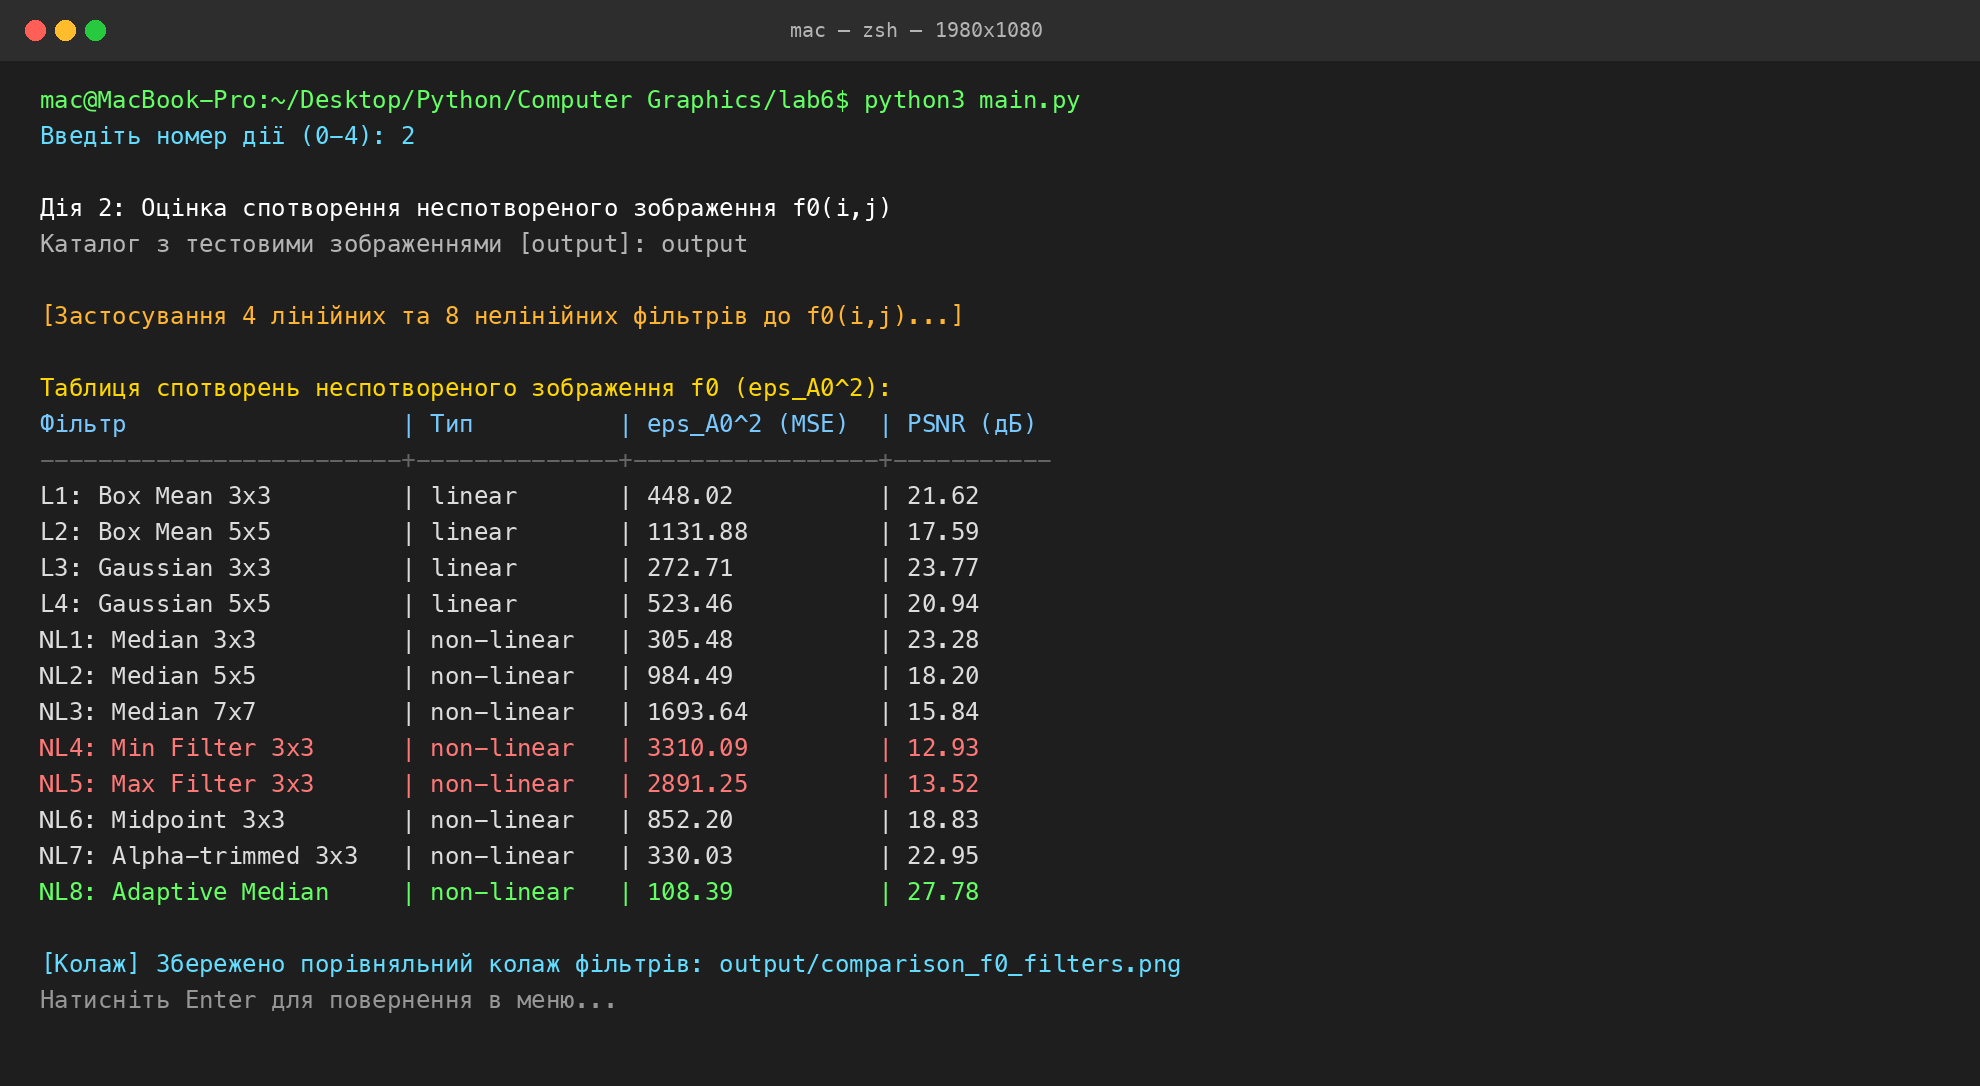 mac — zsh — 1980x1080
mac@MacBook-Pro:~/Desktop/Python/Computer Graphics/lab6$ python3 main.py
Введіть номер дії (0-4): 2
Дія 2: Оцінка спотворення неспотвореного зображення f0(i,j)
Каталог з тестовими зображеннями [output]: output
[Застосування 4 лінійних та 8 нелінійних фільтрів до f0(i,j)...]
Таблиця спотворень неспотвореного зображення f0 (eps_A0^2):
Фільтр                   | Тип          | eps_A0^2 (MSE)  | PSNR (дБ)
-------------------------+--------------+-----------------+-----------
L1: Box Mean 3x3         | linear       | 448.02          | 21.62
L2: Box Mean 5x5         | linear       | 1131.88         | 17.59
L3: Gaussian 3x3         | linear       | 272.71          | 23.77
L4: Gaussian 5x5         | linear       | 523.46          | 20.94
NL1: Median 3x3          | non-linear   | 305.48          | 23.28
NL2: Median 5x5          | non-linear   | 984.49          | 18.20
NL3: Median 7x7          | non-linear   | 1693.64         | 15.84
NL4: Min Filter 3x3      | non-linear   | 3310.09         | 12.93
NL5: Max Filter 3x3      | non-linear   | 2891.25         | 13.52
NL6: Midpoint 3x3        | non-linear   | 852.20          | 18.83
NL7: Alpha-trimmed 3x3   | non-linear   | 330.03          | 22.95
NL8: Adaptive Median     | non-linear   | 108.39          | 27.78
[Колаж] Збережено порівняльний колаж фільтрів: output/comparison_f0_filters.png
Натисніть Enter для повернення в меню...